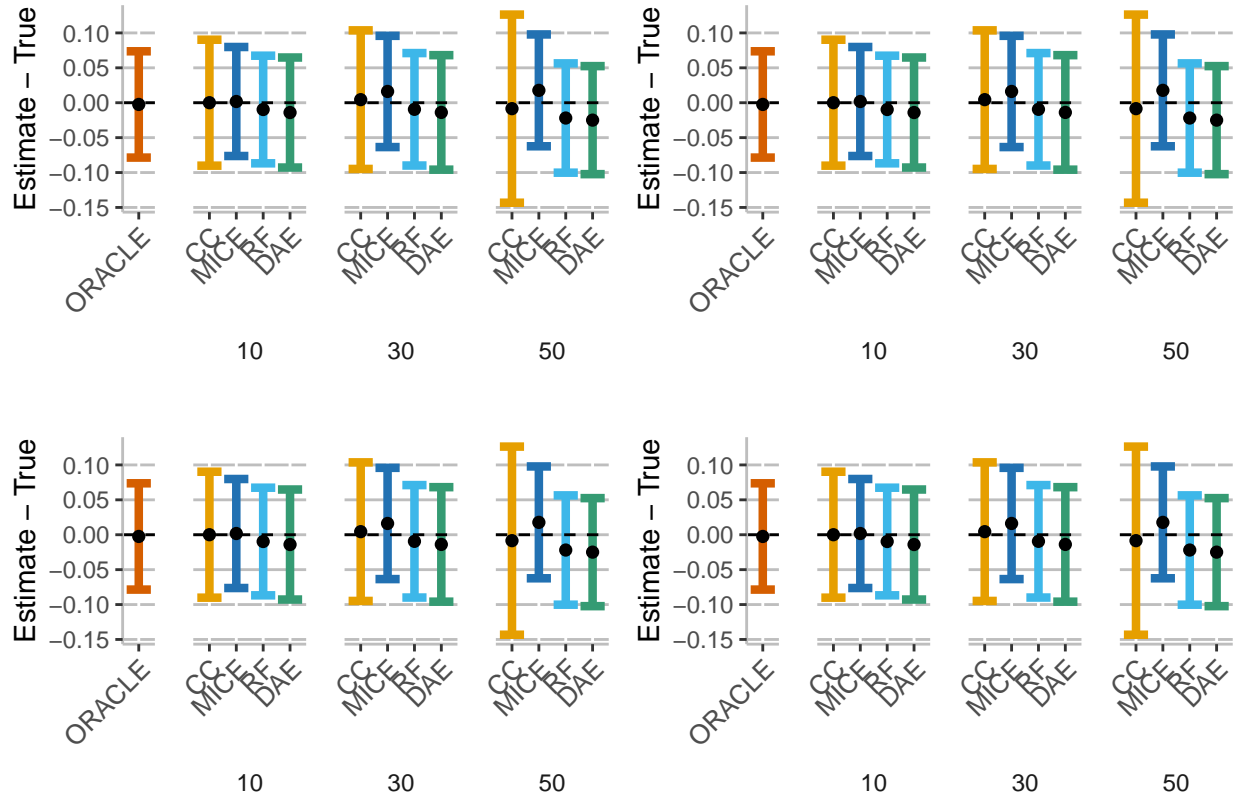 Estimate − True
0.10
0.05
0.00
−0.05
−0.10
−0.15
ORACLE
CC
MICE
RF
DAE
CC
MICE
RF
DAE
CC
MICE
RF
DAE
10
30
50
Estimate − True
0.10
0.05
0.00
−0.05
−0.10
−0.15
ORACLE
CC
MICE
RF
DAE
CC
MICE
RF
DAE
CC
MICE
RF
DAE
10
30
50
Estimate − True
0.10
0.05
0.00
−0.05
−0.10
−0.15
ORACLE
CC
MICE
RF
DAE
CC
MICE
RF
DAE
CC
MICE
RF
DAE
10
30
50
Estimate − True
0.10
0.05
0.00
−0.05
−0.10
−0.15
ORACLE
CC
MICE
RF
DAE
CC
MICE
RF
DAE
CC
MICE
RF
DAE
10
30
50